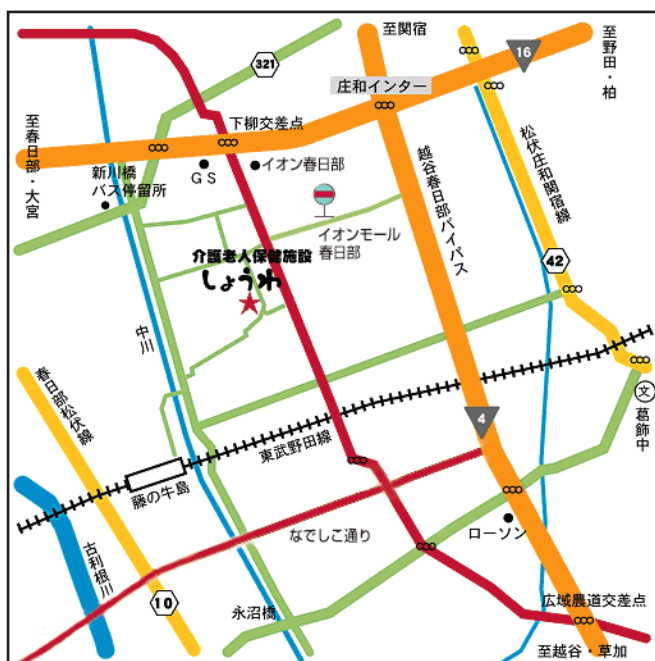 至関宿
至野田・柏
16
321
庄和インター
下柳交差点
至春日部・大宮
新川橋
バス停留所
ＧＳ
イオン春日部
松伏庄和関宿線
越谷春日部バイパス
イオンモール
春日部
介護老人保健施設
しょうわ
42
中川
春日部松伏線
東武野田線
4
文
葛飾中
藤の牛島
なでしこ通り
ローソン
古利根川
10
永沼橋
広域農道交差点
至越谷・草加